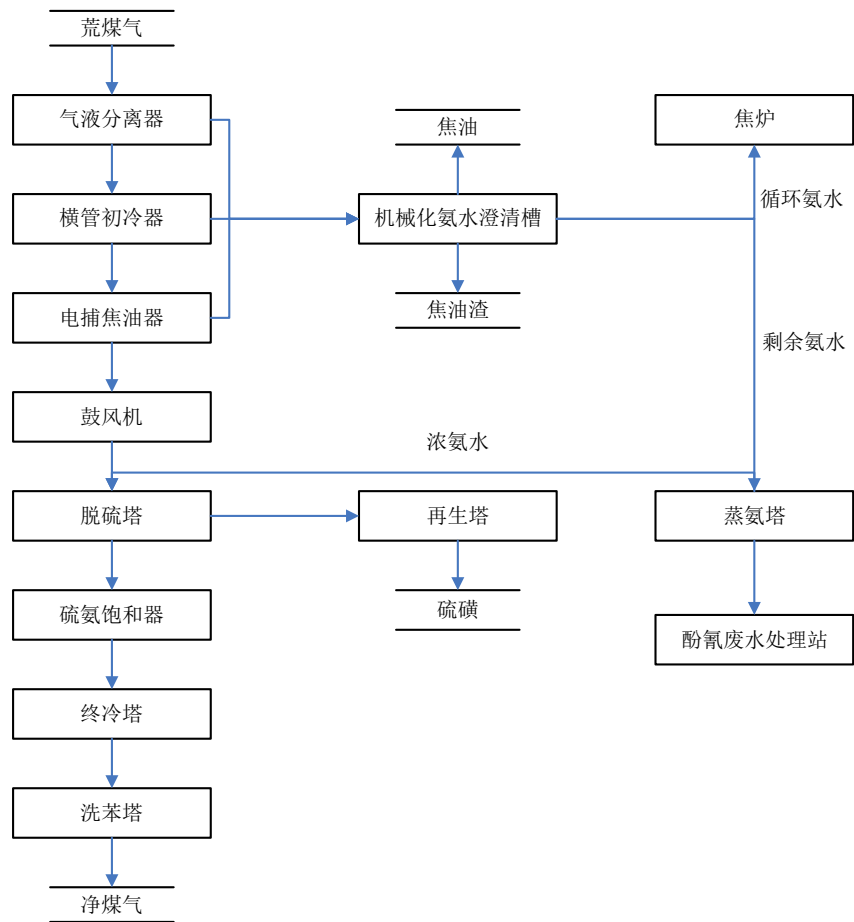 荒煤气
气液分离器
焦油
焦炉
横管初冷器
机械化氨水澄清槽
循环氨水
电捕焦油器
焦油渣
剩余氨水
鼓风机
浓氨水
脱硫塔
再生塔
蒸氨塔
硫氨饱和器
硫磺
酚氰废水处理站
终冷塔
洗苯塔
净煤气